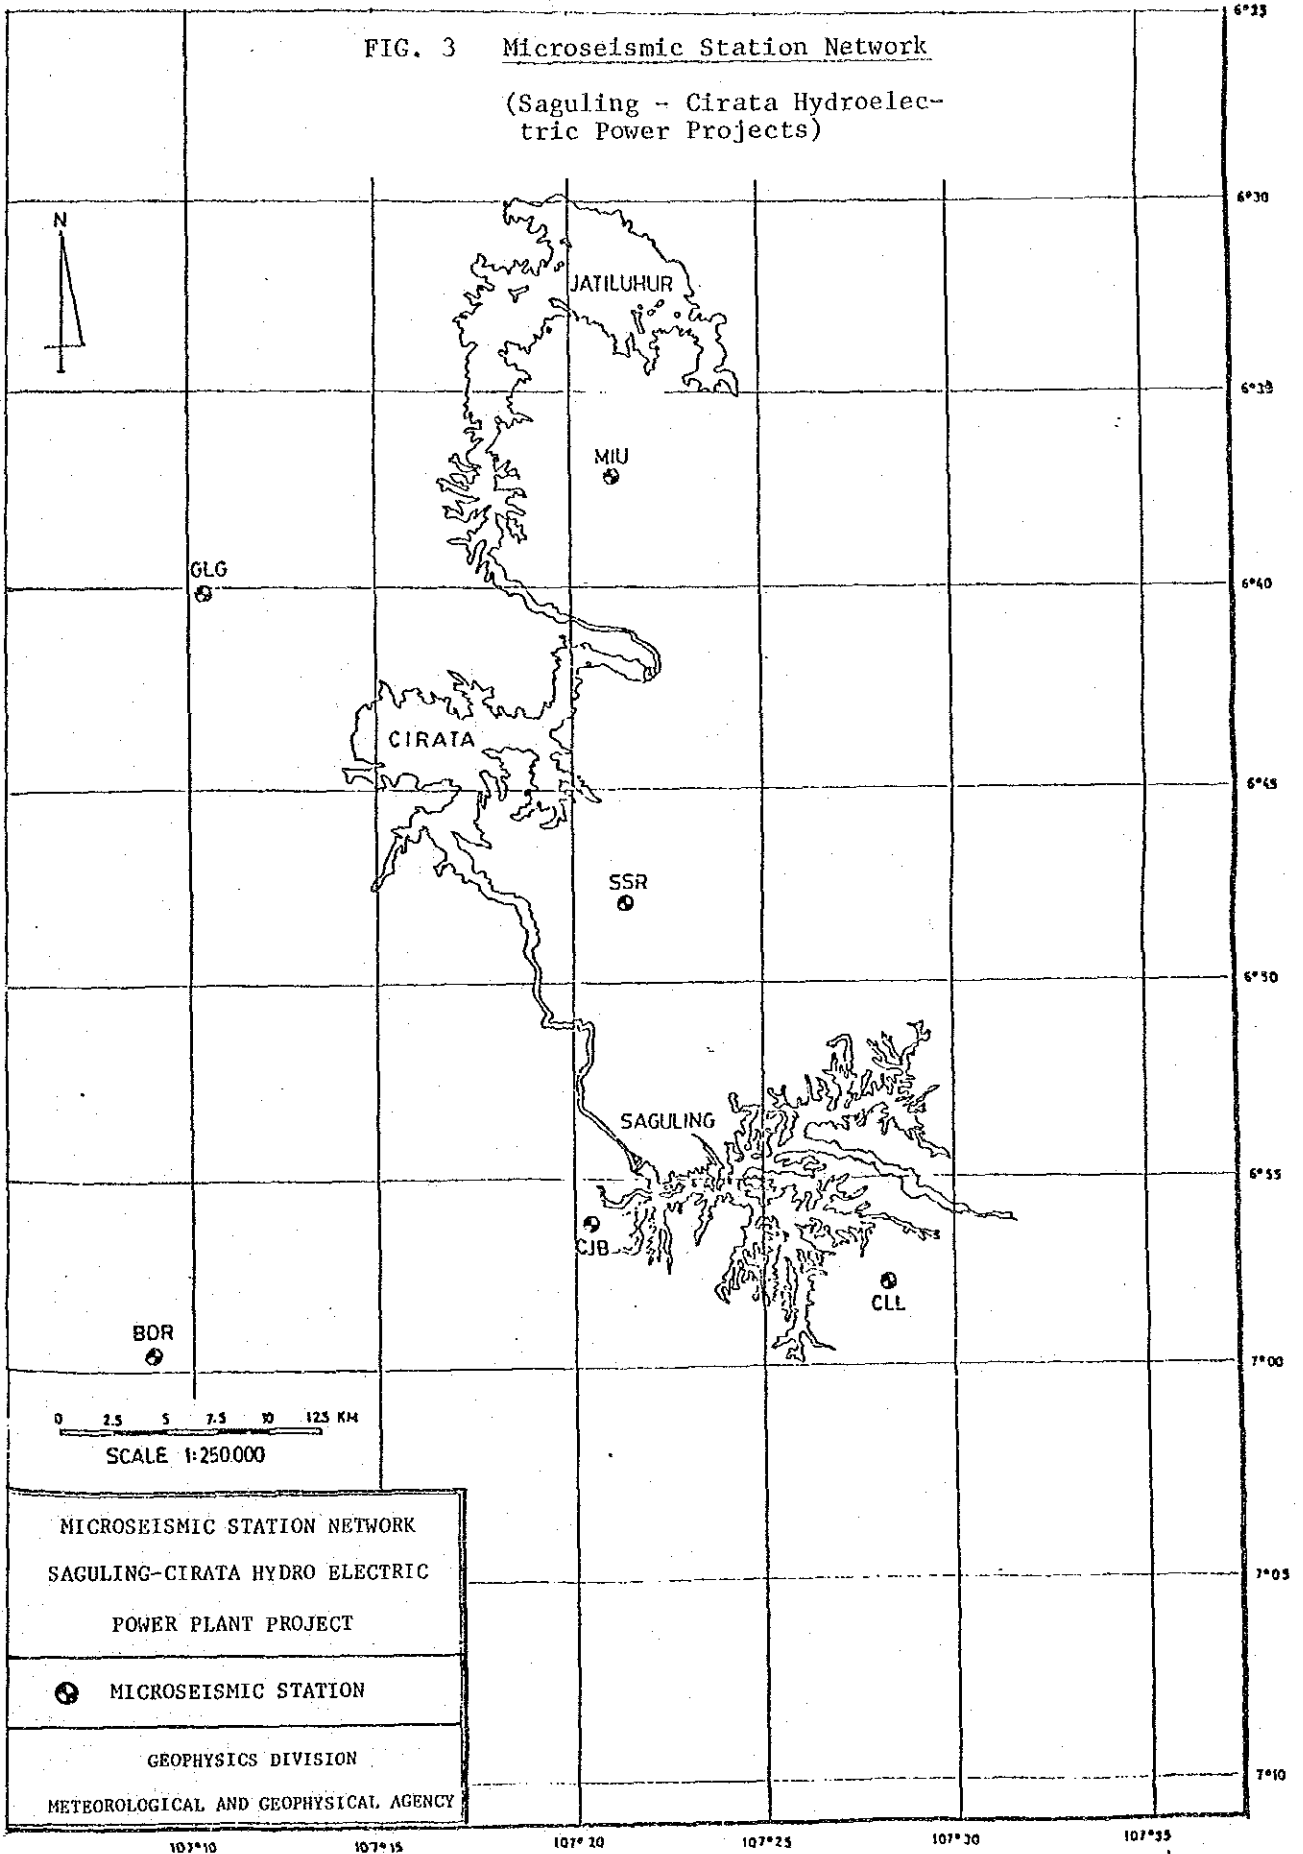 6°25
FIG. 3 Microseismic Station Network
(Saguling - Cirata Hydroelec-
tric Power Projects)
6°30
N
JATILUHUR
6°39
MIU
GLG
6°40
CIRATA
6°45
SSR
6°50
SAGULING
6°55
CJB
CLL
BDR
7°00
0 2.5 5 7.5 10 12.5 KM
SCALE 1:250.000
MICROSEISMIC STATION NETWORK
SAGULING-CIRATA HYDRO ELECTRIC
7°05
POWER PLANT PROJECT
MICROSEISMIC STATION
GEOPHYSICS DIVISION
7°10
METEOROLOGICAL AND GEOPHYSICAL AGENCY
107°10 107°15 107°20 107°25 107°30 107°35